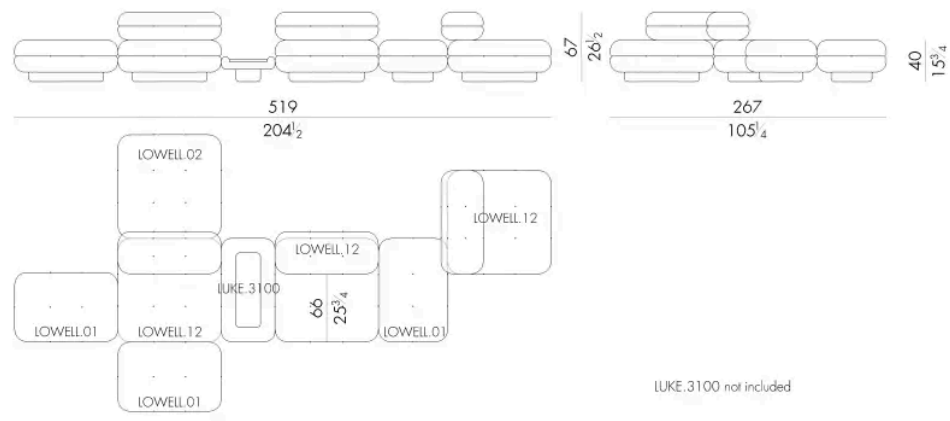 67
26½
40
15¾
519
204½
267
105¼
LOWELL.02
LOWELL.12
LOWELL.12
LUKE.3100
66
25¾
LOWELL.01
LOWELL.12
LOWELL.01
LOWELL.01
LUKE.3100 not included